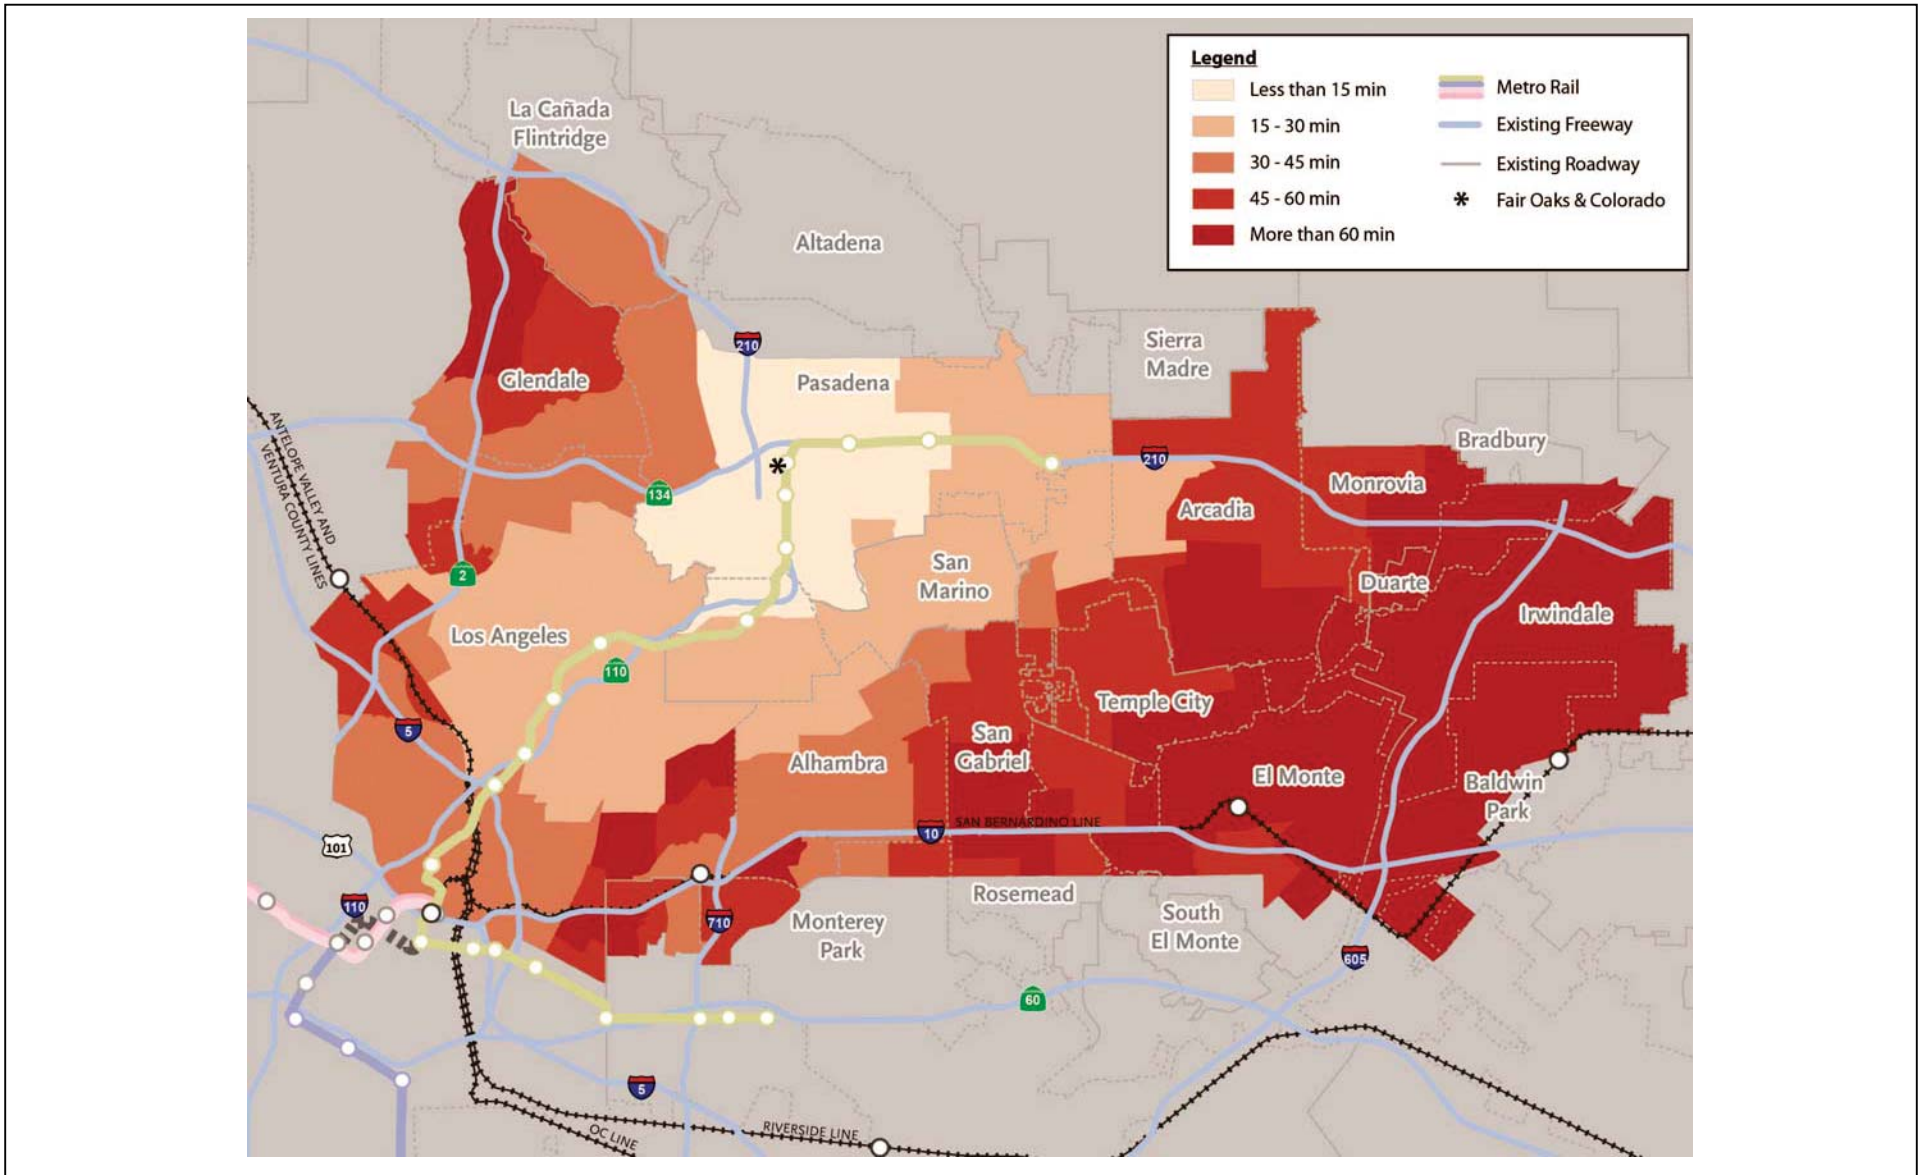 Legend
Less than 15 min
15 - 30 min
30 - 45 min
45 - 60 min
More than 60 min
Metro Rail
Existing Freeway
Existing Roadway
* Fair Oaks & Colorado
La Cañada
Flintridge
Altadena
Sierra
Madre
210
Glendale
Pasadena
Bradbury
ANTELOPE VALLEY AND
VENTURA COUNTY LINES
210
*
134
Monrovia
Arcadia
2
San
Marino
Duarte
Irwindale
Los Angeles
110
Temple City
5
San
Gabriel
Alhambra
El Monte
Baldwin
Park
101
10
SAN BERNARDINO LINE
110
710
Rosemead
Monterey
Park
South
El Monte
605
60
5
OC LINE
RIVERSIDE LINE